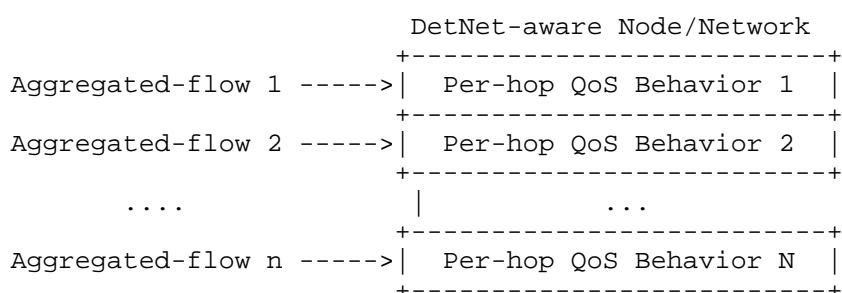 DetNet-aware Node/Network
+---------------------------+
Aggregated-flow 1 ----->|  Per-hop QoS Behavior 1  |
+---------------------------+
Aggregated-flow 2 ----->|  Per-hop QoS Behavior 2  |
+---------------------------+
....                |            ...
+---------------------------+
Aggregated-flow n ----->|  Per-hop QoS Behavior N  |
+---------------------------+